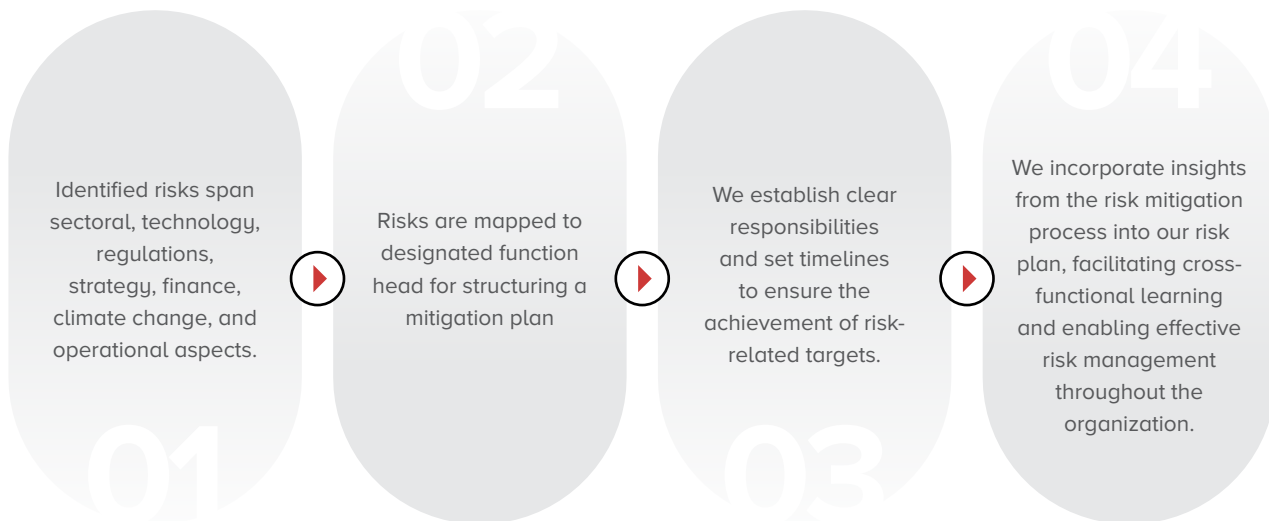 Identified risks span
sectoral, technology,
regulations,
strategy, finance,
climate change, and
operational aspects.
01
02
Risks are mapped to
designated function
head for structuring a
mitigation plan
We establish clear
responsibilities
and set timelines
to ensure the
achievement of risk-
related targets.
03
04
We incorporate insights
from the risk mitigation
process into our risk
plan, facilitating cross-
functional learning
and enabling effective
risk management
throughout the
organization.